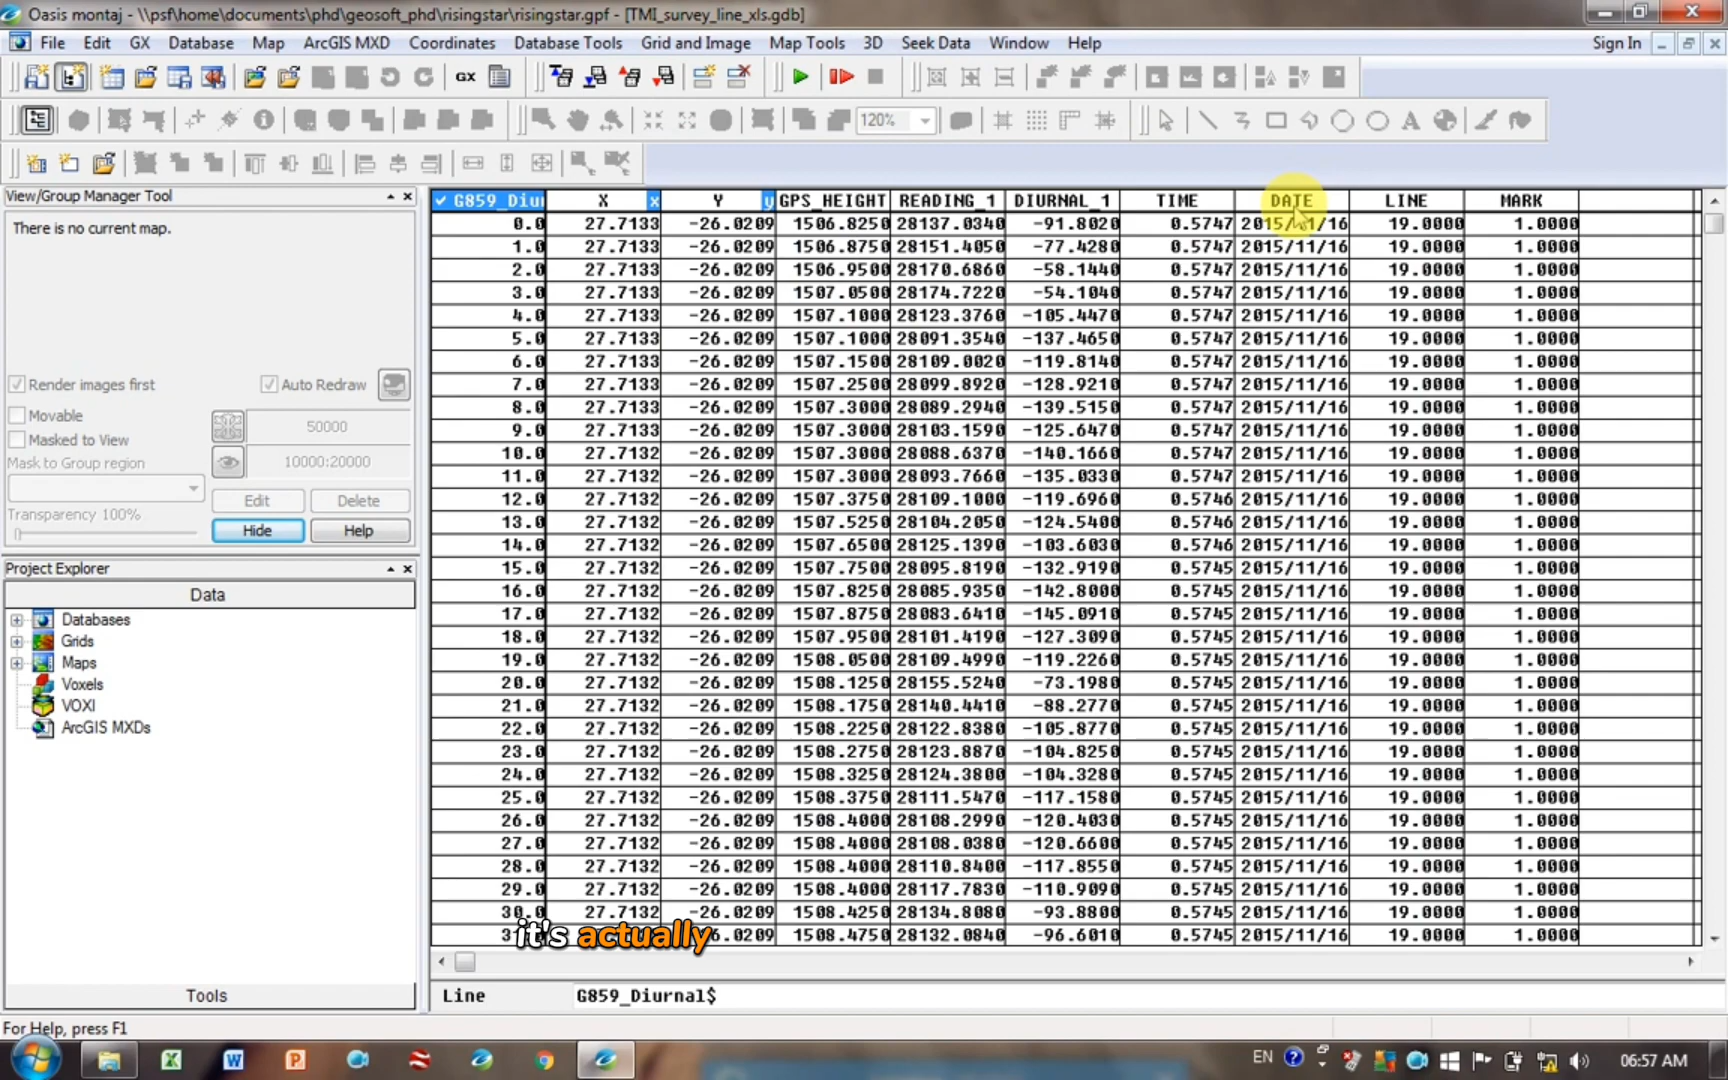 Oasis montaj - \\psf\home\documents\phd\geosoft_phd\risingstar\risingstar.gpf - [TMI_survey_line_xls.gdb]
File Edit GX Database Map ArcGIS MXD Coordinates Database Tools Grid and Image Map Tools 3D Seek Data Window Help Sign In
GX
120%
View/Group Manager Tool
There is no current map.
Render images first Auto Redraw
Movable 50000
Masked to View
Mask to Group region 10000:20000
Edit Delete
Transparency 100%
Hide Help
Project Explorer
Data
Databases
Grids
Maps
Voxels
VOXI
ArcGIS MXDs
Tools
G859_Diu X x Y y GPS_HEIGHT READING_1 DIURNAL_1 TIME DATE LINE MARK
0.0 27.7133 -26.0209 1506.8250 28137.0340 -91.8020 0.5747 2015/11/16 19.0000 1.0000
1.0 27.7133 -26.0209 1506.8750 28151.4050 -77.4280 0.5747 2015/11/16 19.0000 1.0000
2.0 27.7133 -26.0209 1506.9500 28170.6860 -58.1440 0.5747 2015/11/16 19.0000 1.0000
3.0 27.7133 -26.0209 1507.0500 28174.7220 -54.1040 0.5747 2015/11/16 19.0000 1.0000
4.0 27.7133 -26.0209 1507.1000 28123.3760 -105.4470 0.5747 2015/11/16 19.0000 1.0000
5.0 27.7133 -26.0209 1507.1000 28091.3540 -137.4650 0.5747 2015/11/16 19.0000 1.0000
6.0 27.7133 -26.0209 1507.1500 28109.0020 -119.8140 0.5747 2015/11/16 19.0000 1.0000
7.0 27.7133 -26.0209 1507.2500 28099.8920 -128.9210 0.5747 2015/11/16 19.0000 1.0000
8.0 27.7133 -26.0209 1507.3000 28089.2940 -139.5150 0.5747 2015/11/16 19.0000 1.0000
9.0 27.7133 -26.0209 1507.3000 28103.1590 -125.6470 0.5747 2015/11/16 19.0000 1.0000
10.0 27.7132 -26.0209 1507.3000 28088.6370 -140.1660 0.5747 2015/11/16 19.0000 1.0000
11.0 27.7132 -26.0209 1507.3000 28093.7660 -135.0330 0.5747 2015/11/16 19.0000 1.0000
12.0 27.7132 -26.0209 1507.3750 28109.1000 -119.6960 0.5746 2015/11/16 19.0000 1.0000
13.0 27.7132 -26.0209 1507.5250 28104.2050 -124.5400 0.5746 2015/11/16 19.0000 1.0000
14.0 27.7132 -26.0209 1507.6500 28125.1390 -103.6030 0.5746 2015/11/16 19.0000 1.0000
15.0 27.7132 -26.0209 1507.7500 28095.8190 -132.9190 0.5745 2015/11/16 19.0000 1.0000
16.0 27.7132 -26.0209 1507.8250 28085.9350 -142.8000 0.5745 2015/11/16 19.0000 1.0000
17.0 27.7132 -26.0209 1507.8750 28083.6410 -145.0910 0.5745 2015/11/16 19.0000 1.0000
18.0 27.7132 -26.0209 1507.9500 28101.4190 -127.3090 0.5745 2015/11/16 19.0000 1.0000
19.0 27.7132 -26.0209 1508.0500 28109.4990 -119.2260 0.5745 2015/11/16 19.0000 1.0000
20.0 27.7132 -26.0209 1508.1250 28155.5240 -73.1980 0.5745 2015/11/16 19.0000 1.0000
21.0 27.7132 -26.0209 1508.1750 28140.4410 -88.2770 0.5745 2015/11/16 19.0000 1.0000
22.0 27.7132 -26.0209 1508.2250 28122.8380 -105.8770 0.5745 2015/11/16 19.0000 1.0000
23.0 27.7132 -26.0209 1508.2750 28123.8870 -104.8250 0.5745 2015/11/16 19.0000 1.0000
24.0 27.7132 -26.0209 1508.3250 28124.3800 -104.3280 0.5745 2015/11/16 19.0000 1.0000
25.0 27.7132 -26.0209 1508.3750 28111.5470 -117.1580 0.5745 2015/11/16 19.0000 1.0000
26.0 27.7132 -26.0209 1508.4000 28108.2990 -120.4030 0.5745 2015/11/16 19.0000 1.0000
27.0 27.7132 -26.0209 1508.4000 28108.0380 -120.6600 0.5745 2015/11/16 19.0000 1.0000
28.0 27.7132 -26.0209 1508.4000 28110.8400 -117.8550 0.5745 2015/11/16 19.0000 1.0000
29.0 27.7132 -26.0209 1508.4000 28117.7830 -110.9090 0.5745 2015/11/16 19.0000 1.0000
30.0 27.7132 -26.0209 1508.4250 28134.8080 -93.8800 0.5745 2015/11/16 19.0000 1.0000
1508.4750 28132.0840 -96.6010 0.5745 2015/11/16 19.0000 1.0000
it's actually
Line G859_Diurnal$
For Help, press F1
EN 06:57 AM